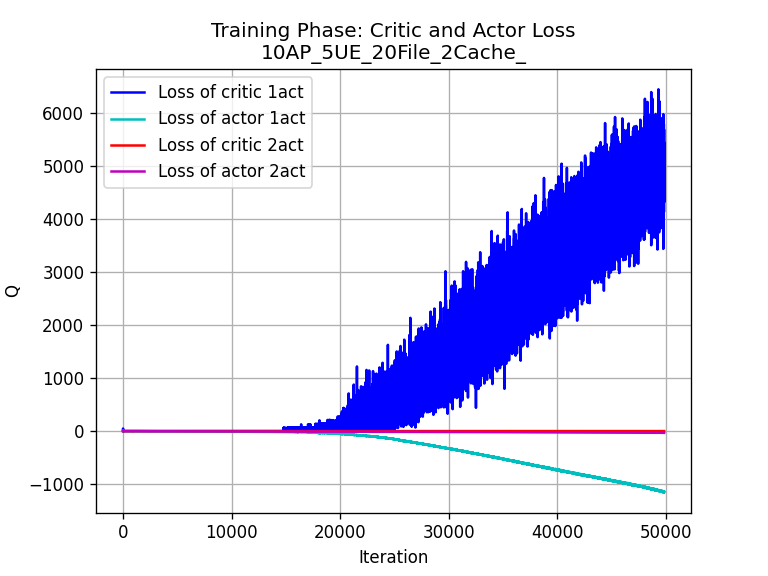 Training Phase: Critic and Actor Loss
10AP_5UE_20File_2Cache_
Loss of critic 1act
Loss of actor 1act
Loss of critic 2act
Loss of actor 2act
6000
5000
4000
3000
2000
1000
0
−1000
Q
0 10000 20000 30000 40000 50000
Iteration